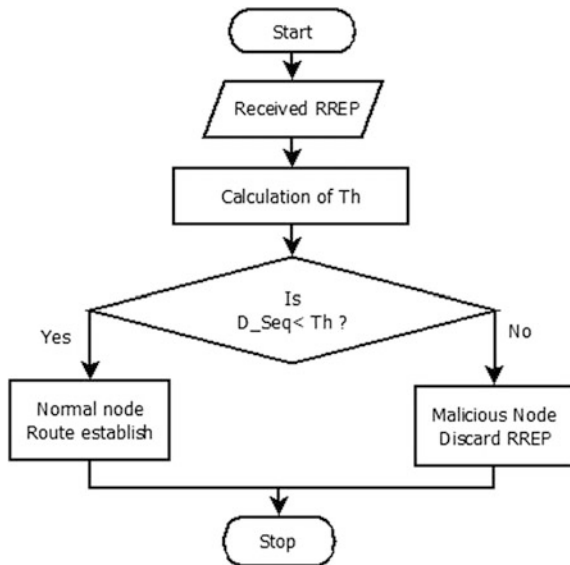 Start
Received RREP
Calculation of Th
Is
D_Seq< Th ?
Yes
No
Normal node
Route establish
Malicious Node
Discard RREP
Stop